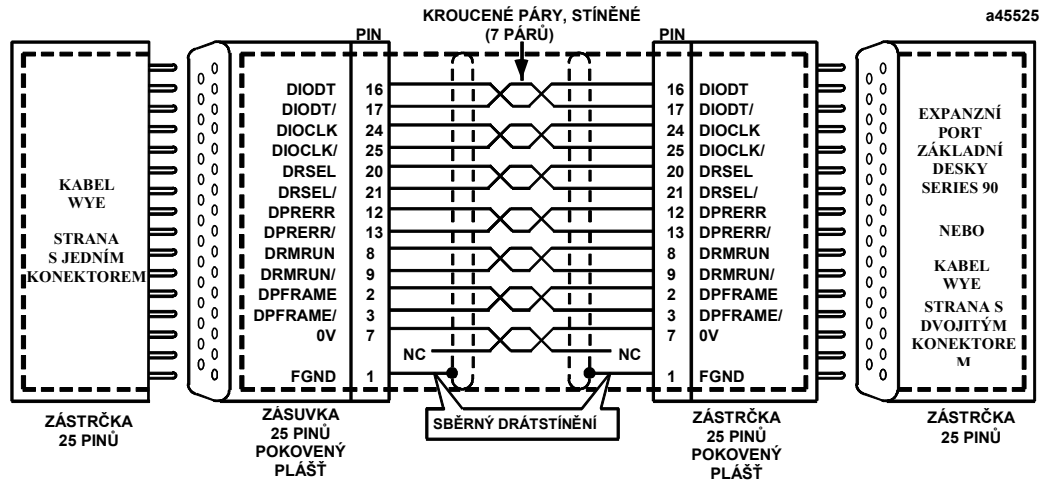 KROUCENÉ PÁRY, STÍNĚNÉ
(7 PÁRŮ)
a45525
PIN
PIN
DIODT 16
16 DIODT
DIODT/ 17
17 DIODT/
DIOCLK 24
24 DIOCLK
DIOCLK/ 25
25 DIOCLK/
DRSEL 20
20 DRSEL
DRSEL/ 21
21 DRSEL/
DPRERR 12
12 DPRERR
DPRERR/ 13
13 DPRERR/
DRMRUN 8
8 DRMRUN
DRMRUN/ 9
9 DRMRUN/
DPFRAME 2
2 DPFRAME
DPFRAME/ 3
3 DPFRAME/
0V 7
7 0V
NC
NC
FGND 1
1 FGND
KABEL
WYE
STRANA
S JEDNÍM
KONEKTOREM
EXPANZNÍ
PORT
ZÁKLADNÍ
DESKY
SERIES 90
NEBO
KABEL
WYE
STRANA S
DVOJITÝM
KONEKTORE
M
SBĚRNÝ DRÁTSTÍNĚNÍ
ZÁSTRČKA
25 PINŮ
ZÁSUVKA
25 PINŮ
POKOVENÝ
PLÁŠŤ
ZÁSTRČKA
25 PINŮ
POKOVENÝ
PLÁŠŤ
ZÁSTRČKA
25 PINŮ